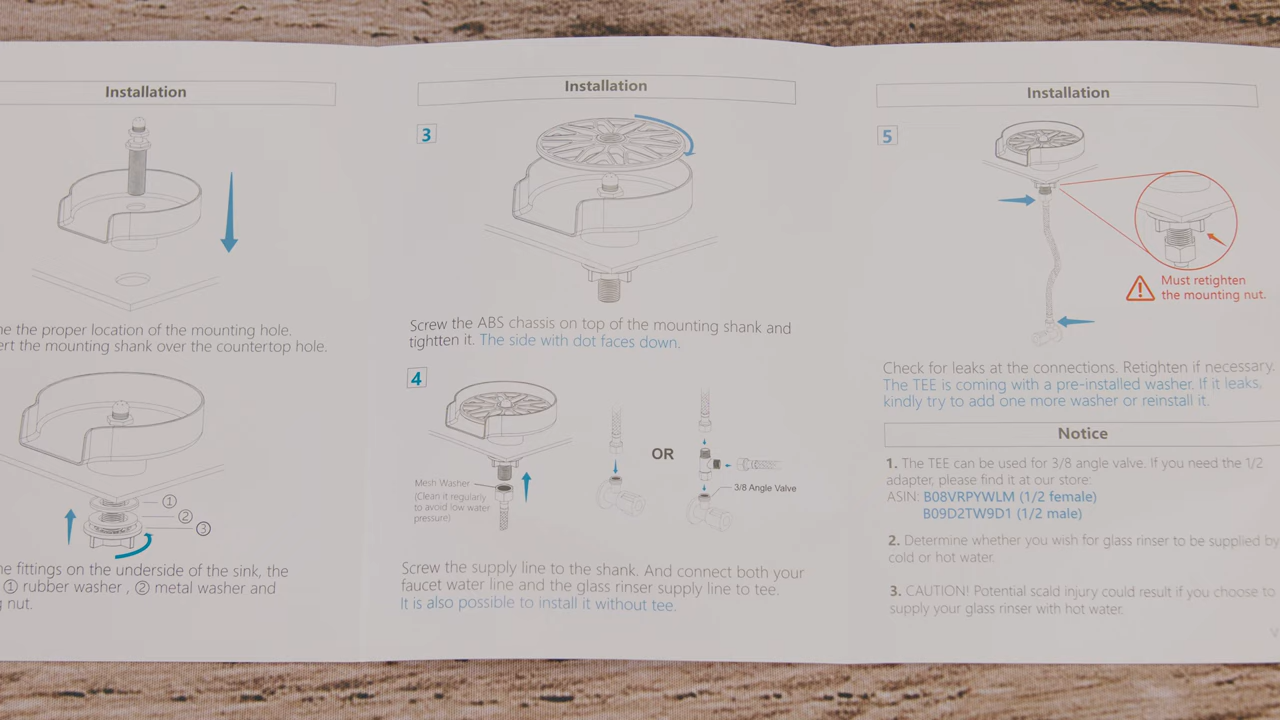 Installation
the proper location of the mounting hole.
the mounting shank over the countertop hole.
①
②
③
fittings on the underside of the sink, the
① rubber washer , ② metal washer and
nut.
Installation
3
Screw the ABS chassis on top of the mounting shank and
tightten it. The side with dot faces down.
4
Mesh Washer
(Clean it regularly
to avoid low water
pressure)
OR
3/8 Angle Valve
Screw the supply line to the shank. And connect both your
faucet water line and the glass rinser supply line to tee.
It is also possible to install it without tee.
Installation
5
Must retighten
the mounting nut.
Check for leaks at the connections. Retighten if necessary.
The TEE is coming with a pre-installed washer. If it leaks,
kindly try to add one more washer or reinstall it.
Notice
1. The TEE can be used for 3/8 angle valve. If you need the 1/2
adapter, please find it at our store:
ASIN: B08VRPYWLM (1/2 female)
B09D2TW9D1 (1/2 male)
2. Determine whether you wish for glass rinser to be supplied by
cold or hot water.
3. CAUTION! Potential scald injury could result if you choose to
supply your glass rinser with hot water.